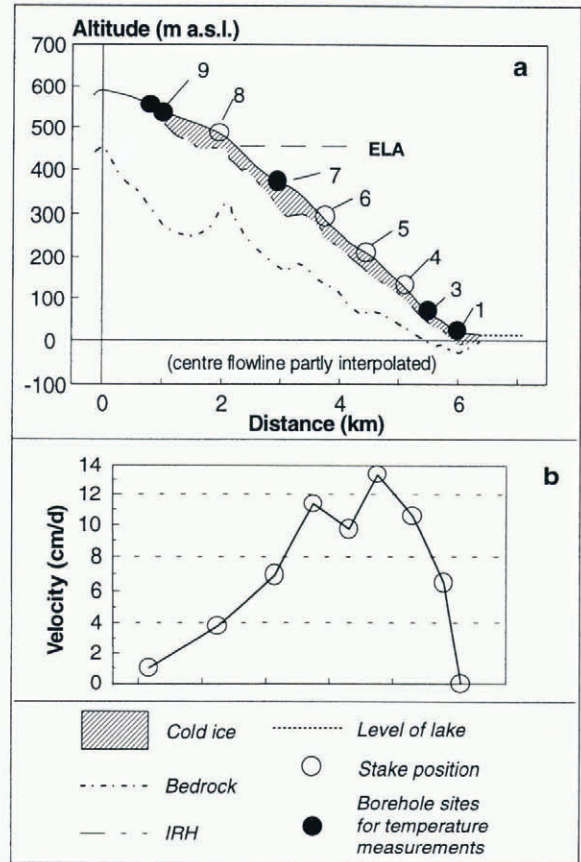 Altitude (m a.s.l.)
700
600
500
400
300
200
100
0
-100
a
9
8
ELA
7
6
5
4
3
1
(centre flowline partly interpolated)
0
2
4
6
Distance (km)
b
14
12
10
8
6
4
2
0
Velocity (cm/d)
Cold ice
Level of lake
Bedrock
Stake position
IRH
Borehole sites
for temperature
measurements